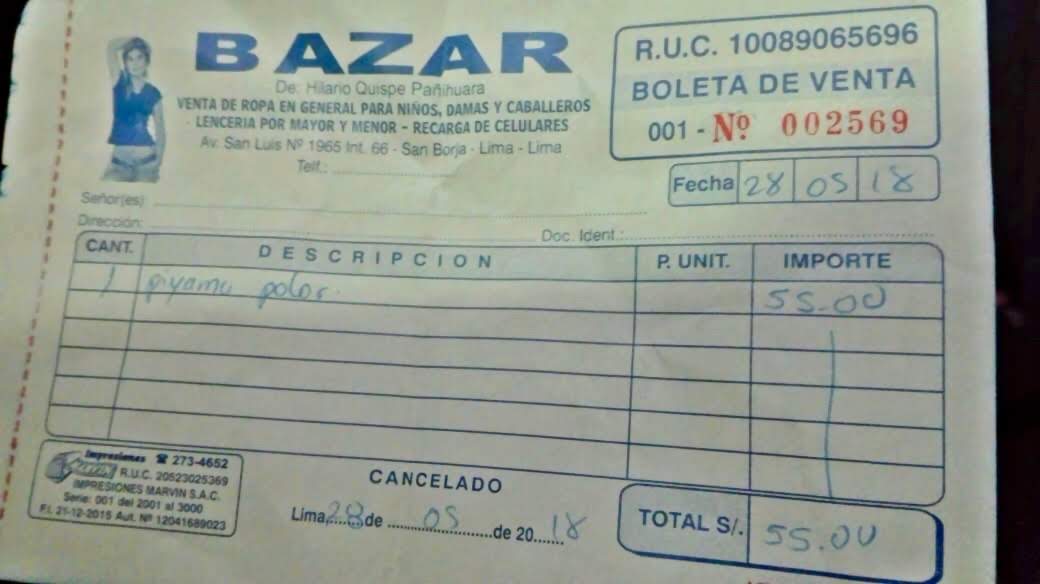 BAZAR
De: Hilario Quispe Pañihuara
VENTA DE ROPA EN GENERAL PARA NIÑOS, DAMAS Y CABALLEROS
LENCERIA POR MAYOR Y MENOR - RECARGA DE CELULARES
Av. San Luis Nº 1965 Int. 66 - San Borja - Lima - Lima
Telf.:
R.U.C. 10089065696
BOLETA DE VENTA
001 - Nº 002569
Fecha 28 05 18
Señor(es):
Dirección: Doc. Ident.:
CANT. DESCRIPCION P. UNIT. IMPORTE
1 piyama polar 55.00
Impresiones ☎ 273-4652
R.U.C. 20523025369
IMPRESIONES MARVIN S.A.C.
Serie: 001 del 2001 al 3000
F.I. 21-12-2015 Aut. Nº 12041689023
CANCELADO
Lima, 28 de 05 de 2018
TOTAL S/. 55.00